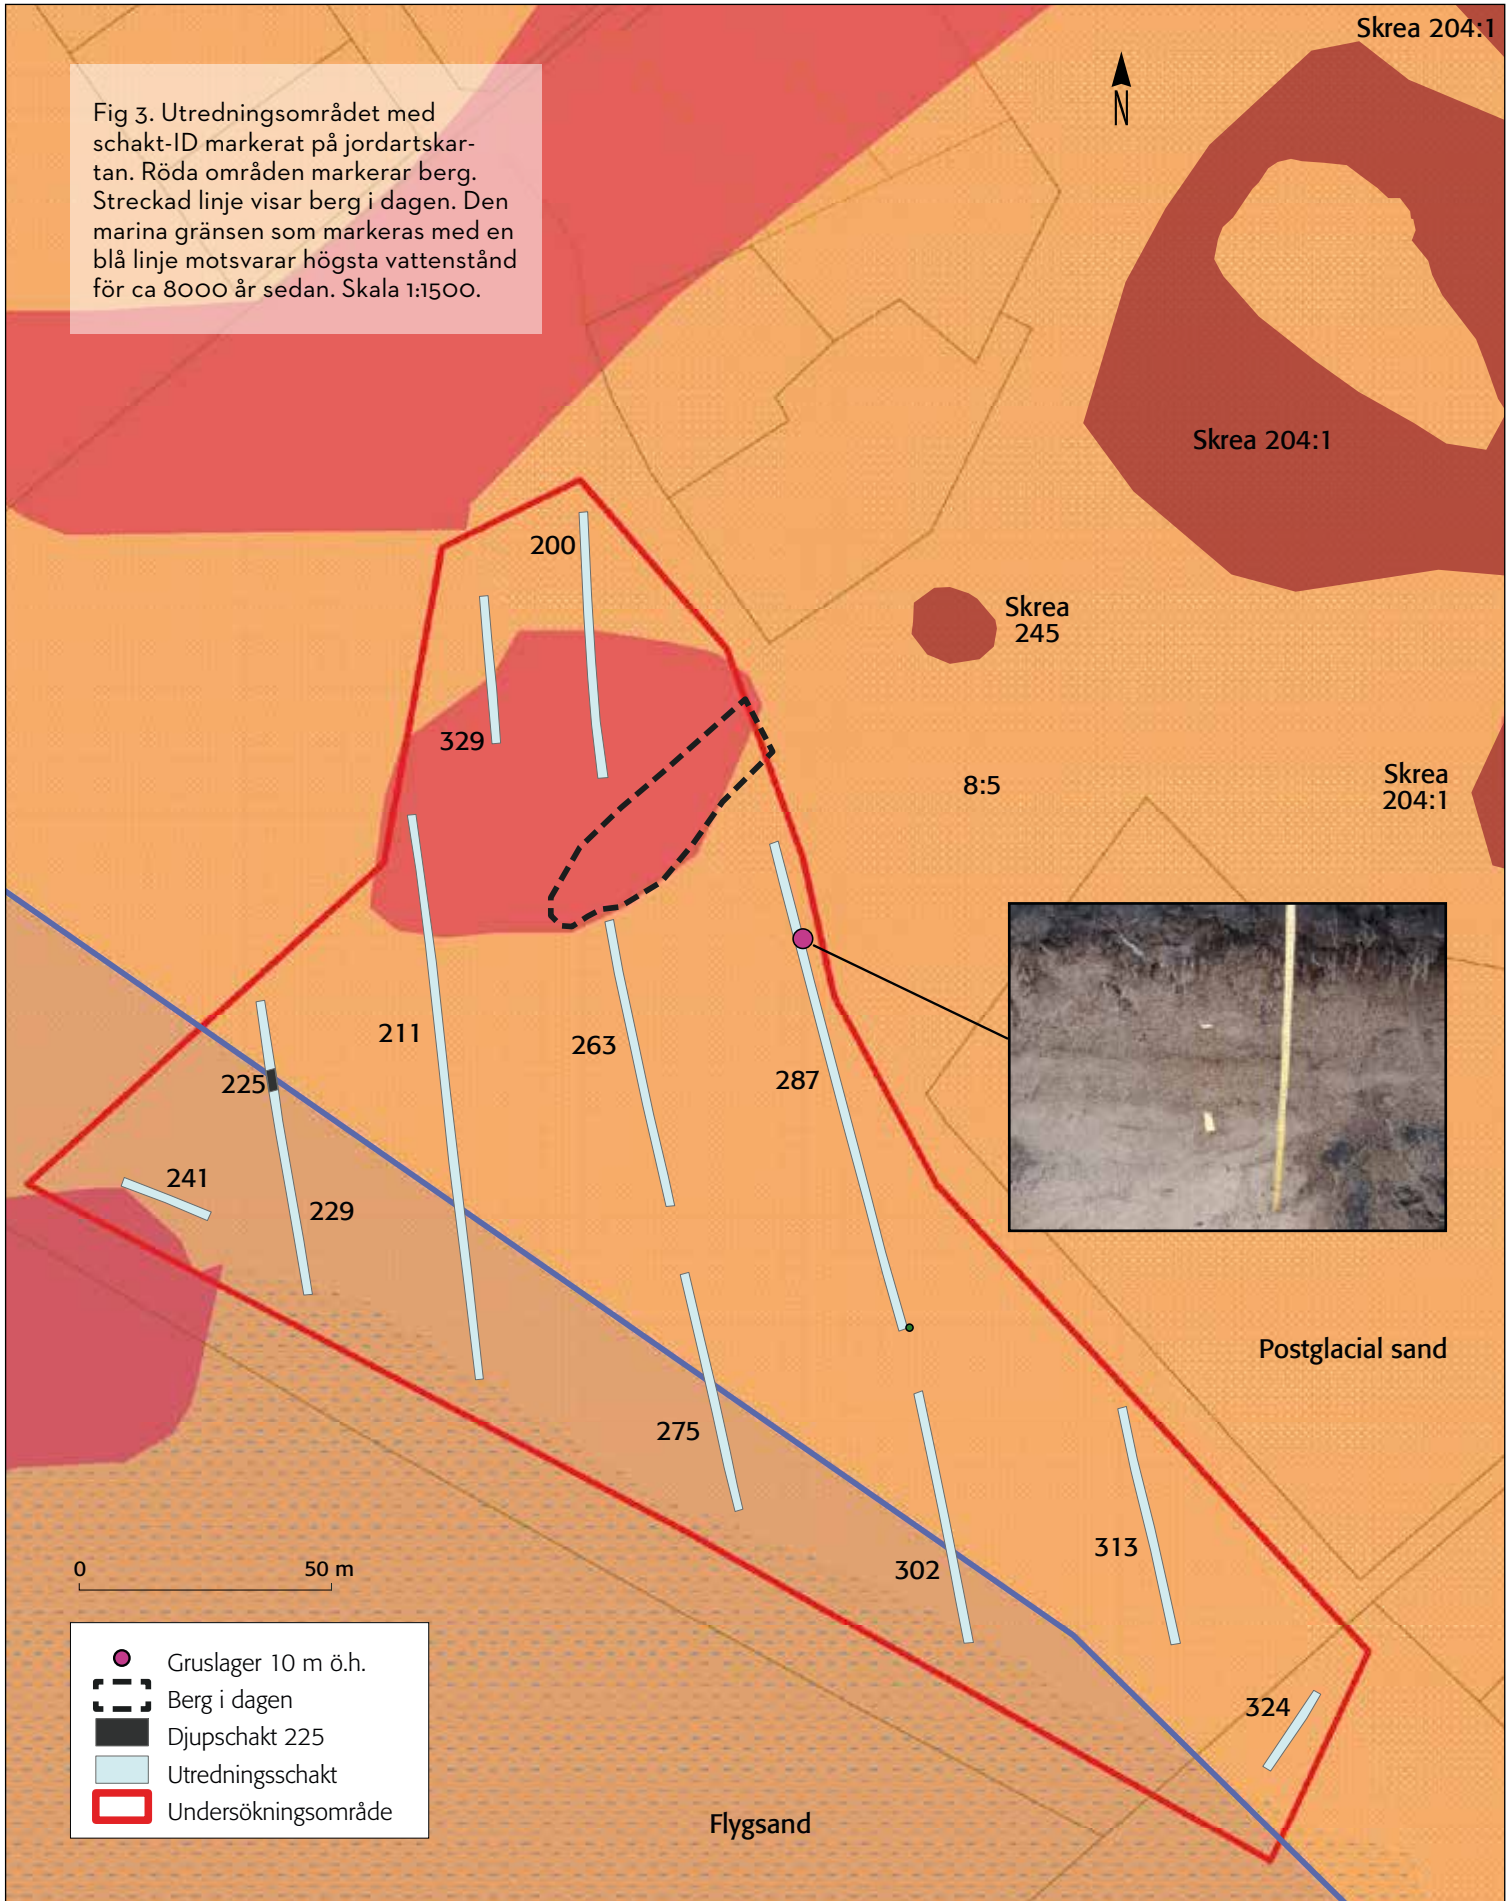 Skrea 204:1
N
Fig 3. Utredningsområdet med
schakt-ID markerat på jordartskar-
tan. Röda områden markerar berg.
Streckad linje visar berg i dagen. Den
marina gränsen som markeras med en
blå linje motsvarar högsta vattenstånd
för ca 8000 år sedan. Skala 1:1500.
Skrea 204:1
200
Skrea
245
329
8:5
Skrea
204:1
211
263
287
225
241
229
Postglacial sand
275
313
302
0 50 m
324
Gruslager 10 m ö.h.
Berg i dagen
Djupschakt 225
Utredningsschakt
Undersökningsområde
Flygsand